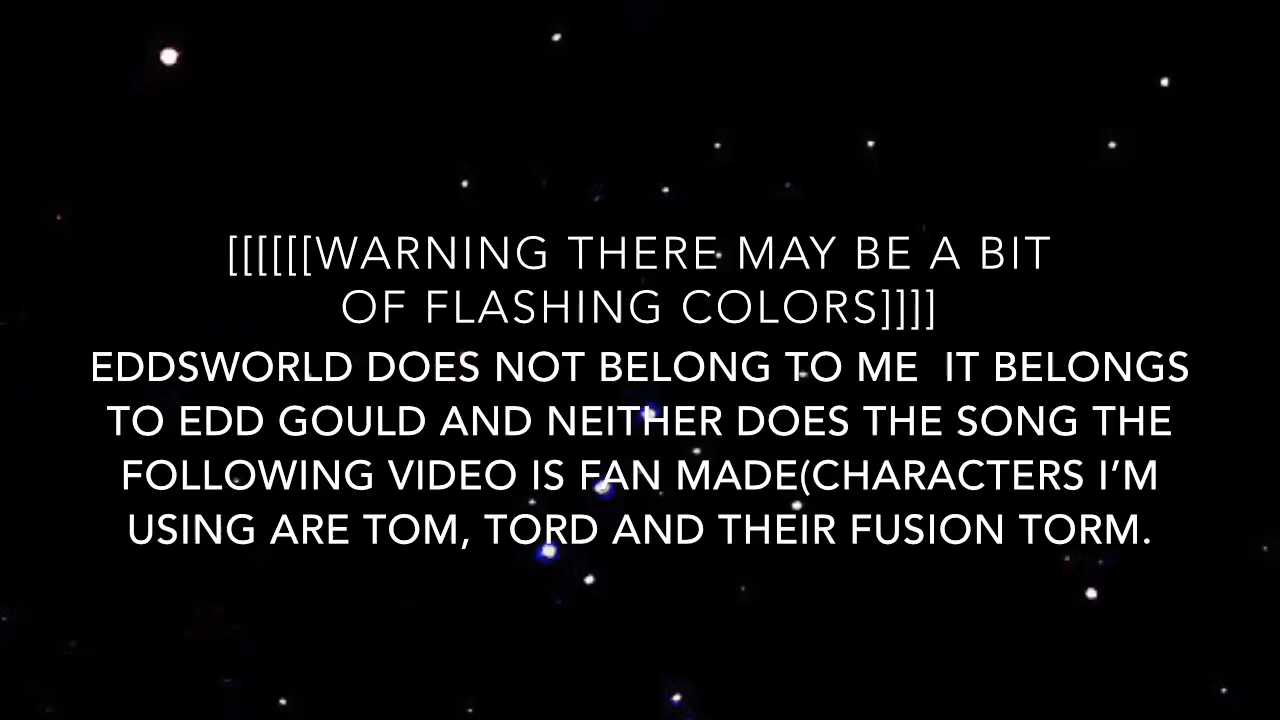 [[[[[[WARNING THERE MAY BE A BIT
OF FLASHING COLORS]]]]
EDDSWORLD DOES NOT BELONG TO ME  IT BELONGS
TO EDD GOULD AND NEITHER DOES THE SONG THE
FOLLOWING VIDEO IS FAN MADE(CHARACTERS I’M
USING ARE TOM, TORD AND THEIR FUSION TORM.